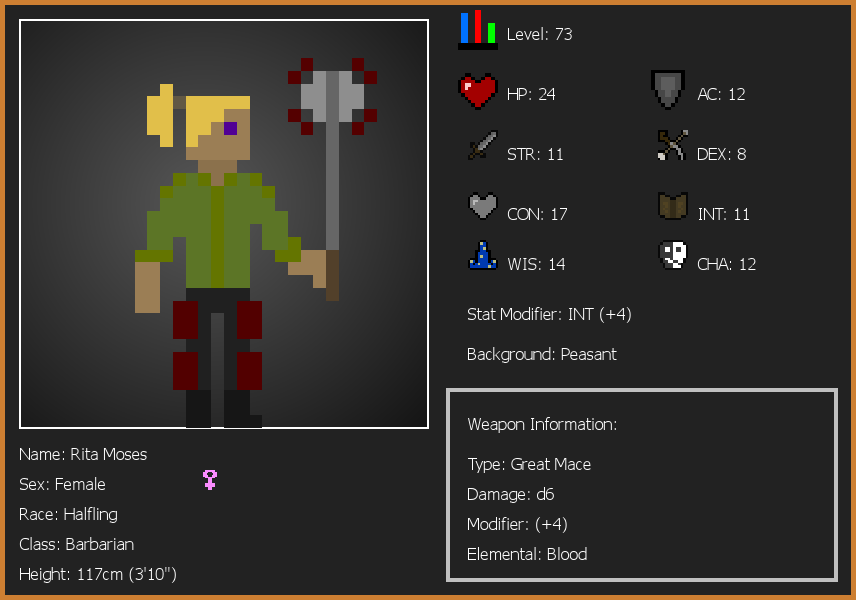 Level: 73
HP: 24
AC: 12
STR: 11
DEX: 8
CON: 17
INT: 11
WIS: 14
CHA: 12
Stat Modifier: INT (+4)
Background: Peasant
Weapon Information:
Type: Great Mace
Damage: d6
Modifier: (+4)
Elemental: Blood
Name: Rita Moses
Sex: Female
Race: Halfling
Class: Barbarian
Height: 117cm (3'10")